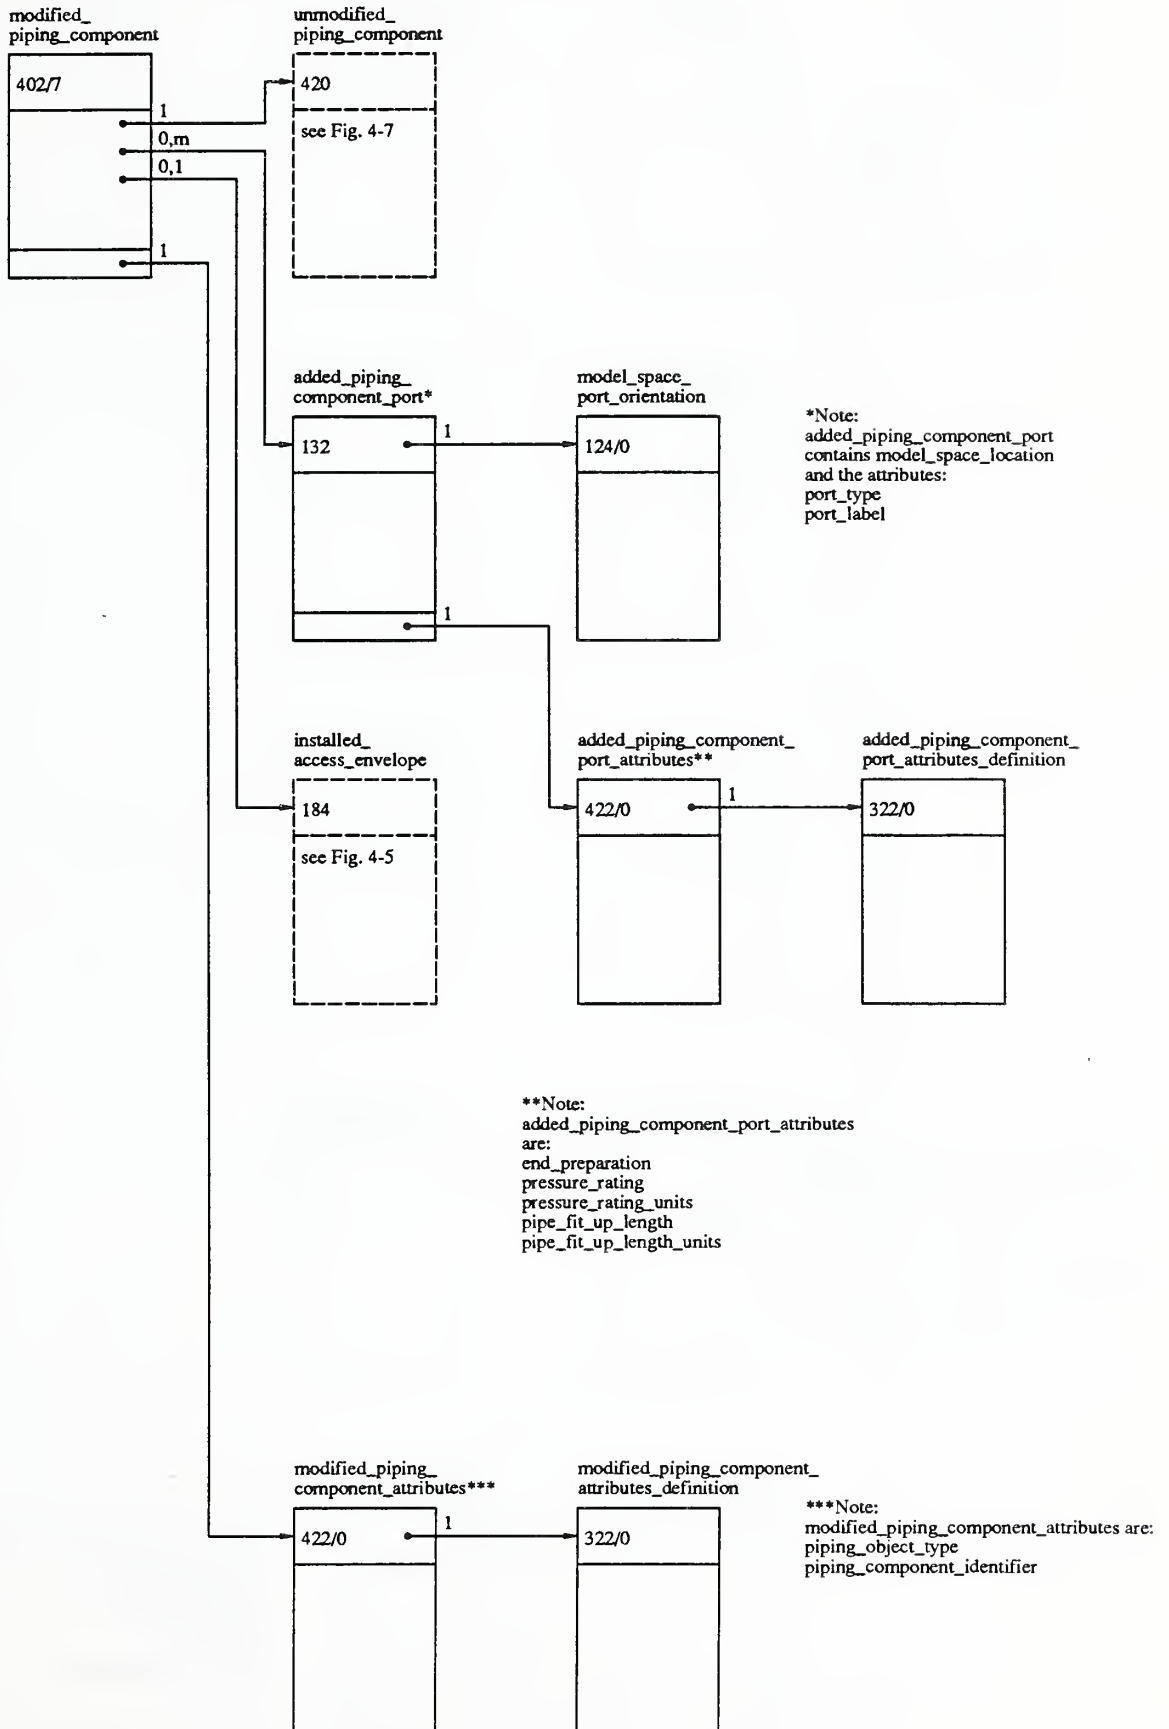 modified_
piping_component
402/7
1
0,m
0,1
1
unmodified_
piping_component
420
see Fig. 4-7
added_piping_
component_port*
132
1
1
model_space_
port_orientation
124/0
*Note:
added_piping_component_port
contains model_space_location
and the attributes:
port_type
port_label
installed_
access_envelope
184
see Fig. 4-5
added_piping_component_
port_attributes**
422/0
1
added_piping_component_
port_attributes_definition
322/0
**Note:
added_piping_component_port_attributes
are:
end_preparation
pressure_rating
pressure_rating_units
pipe_fit_up_length
pipe_fit_up_length_units
modified_piping_
component_attributes***
422/0
1
modified_piping_component_
attributes_definition
322/0
***Note:
modified_piping_component_attributes are:
piping_object_type
piping_component_identifier